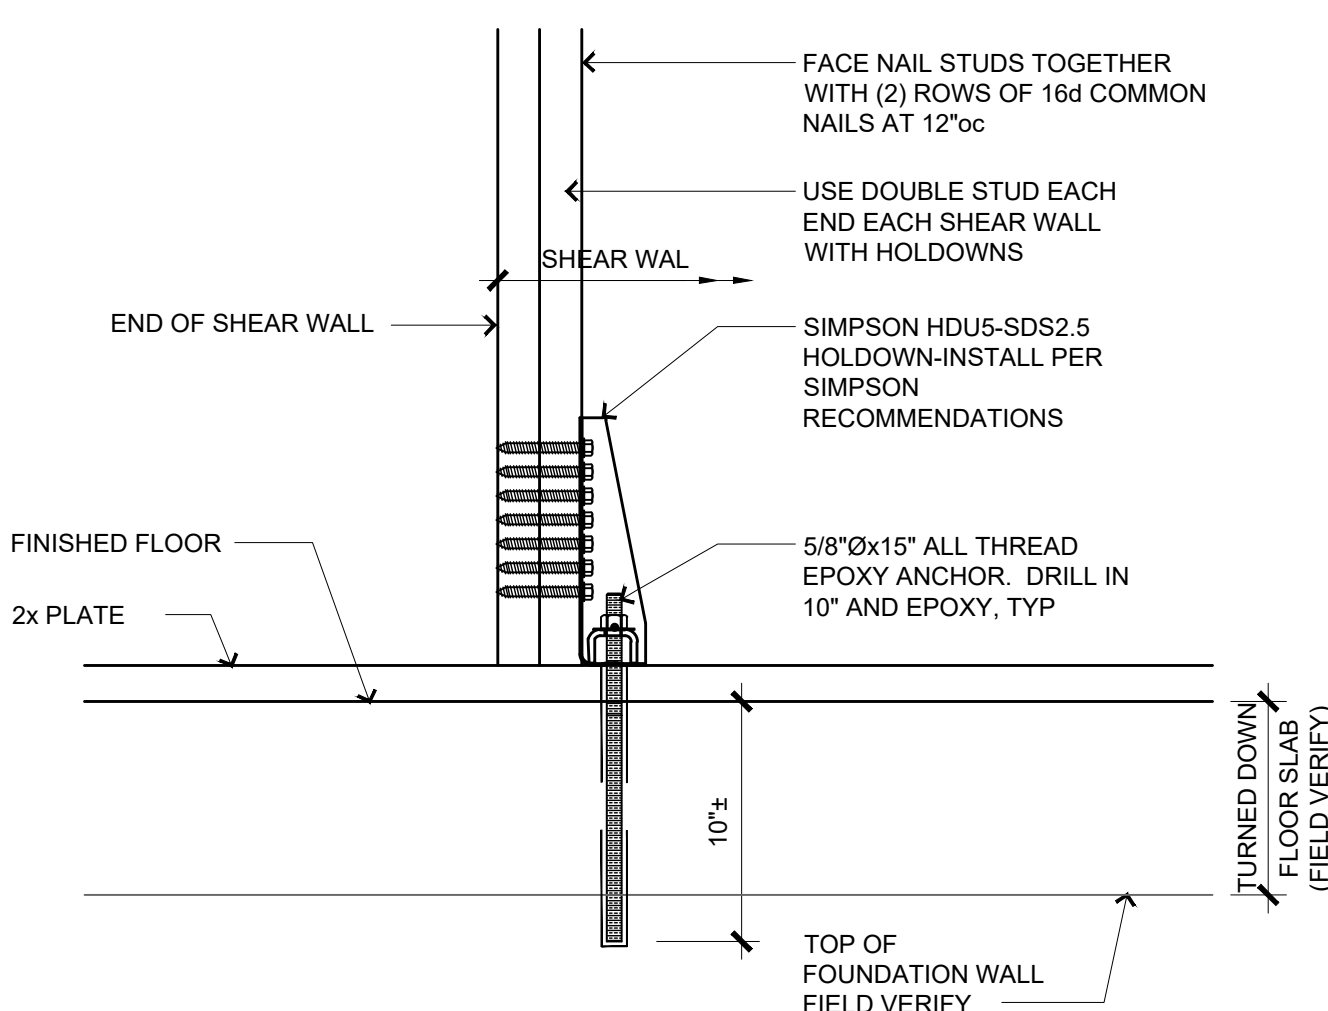 FACE NAIL STUDS TOGETHER
WITH (2) ROWS OF 16d COMMON
NAILS AT 12"oc
USE DOUBLE STUD EACH
END EACH SHEAR WALL
WITH HOLDOWNS
SHEAR WAL
END OF SHEAR WALL
SIMPSON HDU5-SDS2.5
HOLDOWN-INSTALL PER
SIMPSON
RECOMMENDATIONS
FINISHED FLOOR
2x PLATE
5/8"Øx15" ALL THREAD
EPOXY ANCHOR. DRILL IN
10" AND EPOXY, TYP
10"±
TURNED DOWN
FLOOR SLAB
(FIELD VERIFY)
TOP OF
FOUNDATION WALL
FIELD VERIFY